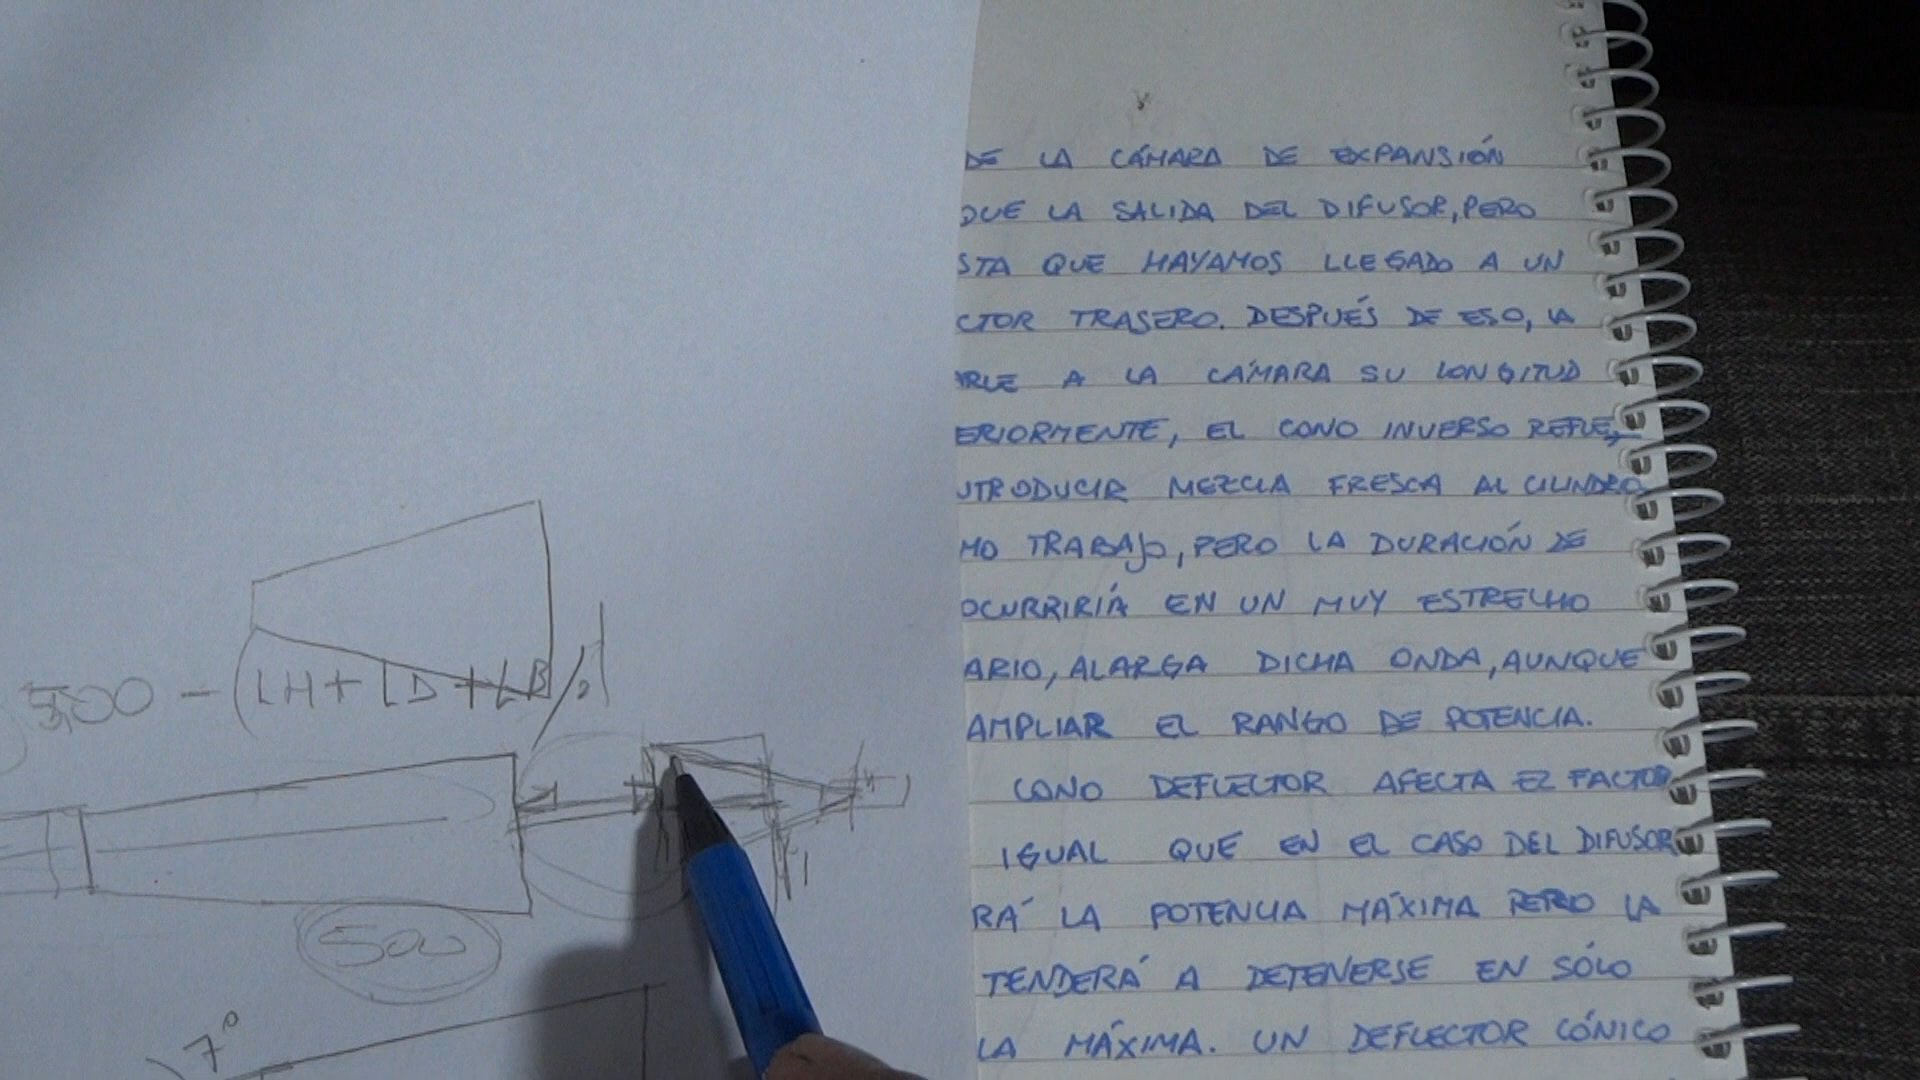 500 - (LH + LD + LB/2)
500
7°
DE LA CÁMARA DE EXPANSIÓN
QUE LA SALIDA DEL DIFUSOR, PERO
STA QUE HAYAMOS LLEGADO A UN
CTOR TRASERO. DESPUÉS DE ESO, LA
RLE A LA CÁMARA SU LONGITUD
ERIORMENTE, EL CONO INVERSO REFLE
NTRODUCIR MEZCLA FRESCA AL CILINDRO
MO TRABAJO, PERO LA DURACIÓN DE
OCURRIRÍA EN UN MUY ESTRECHO
ARIO, ALARGA DICHA ONDA, AUNQUE
AMPLIAR EL RANGO DE POTENCIA.
CONO DEFLECTOR AFECTA EL FACTOR
IGUAL QUE EN EL CASO DEL DIFUSOR
RÁ LA POTENCIA MÁXIMA PERO LA
TENDERÁ A DETENERSE EN SÓLO
LA MÁXIMA. UN DEFLECTOR CÓNICO